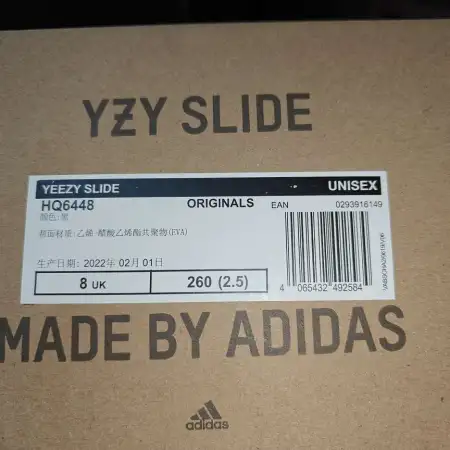 YZY SLIDE
YEEZY SLIDE UNISEX
HQ6448 ORIGINALS EAN 0293916149
颜色:黑
帮面材质:乙烯-醋酸乙烯酯共聚物(EVA)
生产日期: 2022年 02月 01日
8 UK 260 (2.5)
4 065432 492584
MADE BY ADIDAS
adidas